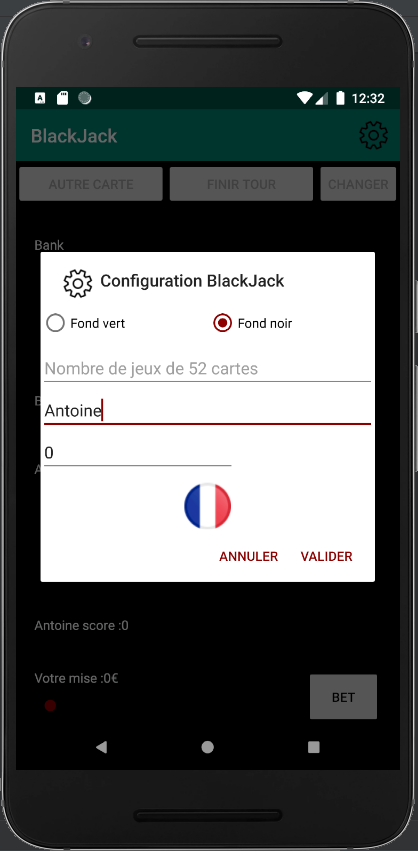 A 12:32
BlackJack
AUTRE CARTE FINIR TOUR CHANGER
Bank
Configuration BlackJack
Fond vert Fond noir
Nombre de jeux de 52 cartes
B
Antoine
0
A
ANNULER VALIDER
Antoine score :0
Votre mise :0€
BET